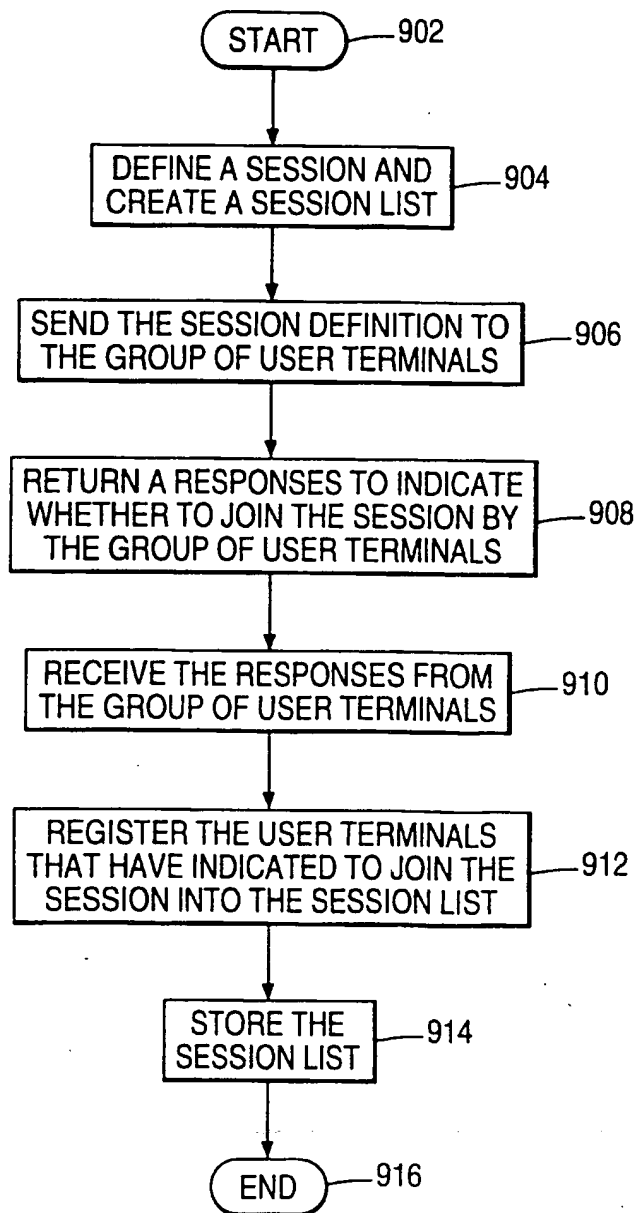 START
902
DEFINE A SESSION AND
CREATE A SESSION LIST
904
SEND THE SESSION DEFINITION TO
THE GROUP OF USER TERMINALS
906
RETURN A RESPONSES TO INDICATE
WHETHER TO JOIN THE SESSION BY
THE GROUP OF USER TERMINALS
908
RECEIVE THE RESPONSES FROM
THE GROUP OF USER TERMINALS
910
REGISTER THE USER TERMINALS
THAT HAVE INDICATED TO JOIN THE
SESSION INTO THE SESSION LIST
912
STORE THE
SESSION LIST
914
END
916